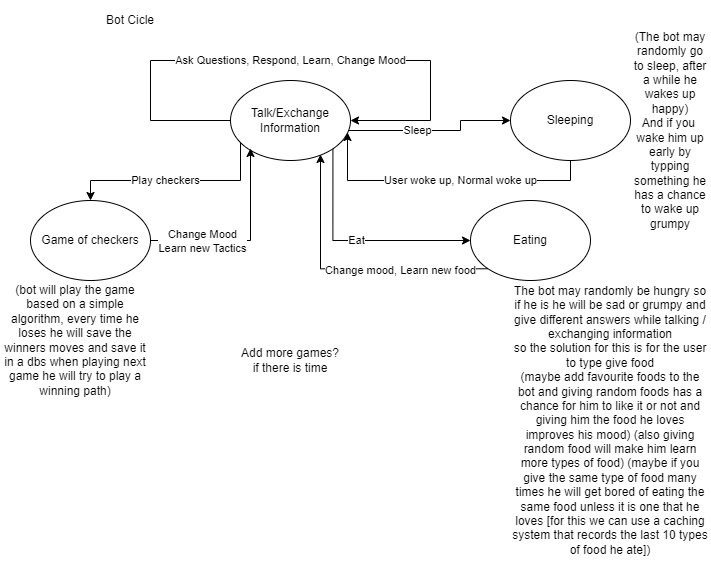 Bot Cicle
Ask Questions, Respond, Learn, Change Mood
Talk/Exchange
Information
Sleep
Sleeping
(The bot may
randomly go
to sleep, after
a while he
wakes up
happy)
And if you
wake him up
early by
typping
something he
has a chance
to wake up
grumpy
Play checkers
User woke up, Normal woke up
Game of checkers
Change Mood
Learn new Tactics
Eat
Eating
Change mood, Learn new food
(bot will play the game
based on a simple
algorithm, every time he
loses he will save the
winners moves and save it
in a dbs when playing next
game he will try to play a
winning path)
Add more games?
if there is time
The bot may randomly be hungry so
if he is he will be sad or grumpy and
give different answers while talking /
exchanging information
so the solution for this is for the user
to type give food
(maybe add favourite foods to the
bot and giving random foods has a
chance for him to like it or not and
giving him the food he loves
improves his mood) (also giving
random food will make him learn
more types of food) (maybe if you
give the same type of food many
times he will get bored of eating the
same food unless it is one that he
loves [for this we can use a caching
system that records the last 10 types
of food he ate])